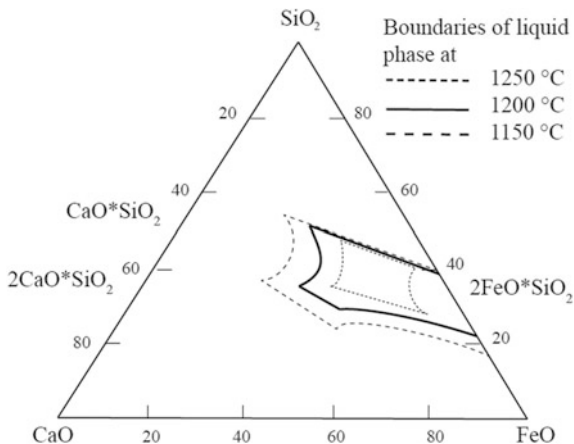 SiO₂
Boundaries of liquid
phase at
1250 °C
1200 °C
1150 °C
20
80
40
60
CaO*SiO₂
2CaO*SiO₂
60
40
2FeO*SiO₂
80
20
CaO
20
40
60
80
FeO